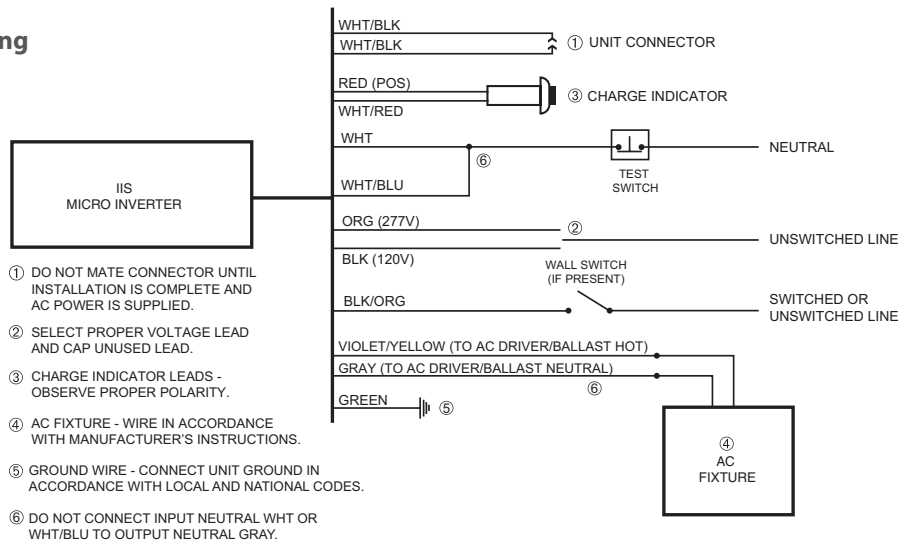 ng
WHT/BLK
WHT/BLK
① UNIT CONNECTOR
RED (POS)
③ CHARGE INDICATOR
WHT/RED
WHT
⑥
NEUTRAL
TEST
SWITCH
IIS
MICRO INVERTER
WHT/BLU
ORG (277V)
②
UNSWITCHED LINE
BLK (120V)
WALL SWITCH
(IF PRESENT)
BLK/ORG
SWITCHED OR
UNSWITCHED LINE
VIOLET/YELLOW (TO AC DRIVER/BALLAST HOT)
GRAY (TO AC DRIVER/BALLAST NEUTRAL)
⑥
GREEN
⑤
④
AC
FIXTURE
① DO NOT MATE CONNECTOR UNTIL
INSTALLATION IS COMPLETE AND
AC POWER IS SUPPLIED.
② SELECT PROPER VOLTAGE LEAD
AND CAP UNUSED LEAD.
③ CHARGE INDICATOR LEADS -
OBSERVE PROPER POLARITY.
④ AC FIXTURE - WIRE IN ACCORDANCE
WITH MANUFACTURER'S INSTRUCTIONS.
⑤ GROUND WIRE - CONNECT UNIT GROUND IN
ACCORDANCE WITH LOCAL AND NATIONAL CODES.
⑥ DO NOT CONNECT INPUT NEUTRAL WHT OR
WHT/BLU TO OUTPUT NEUTRAL GRAY.